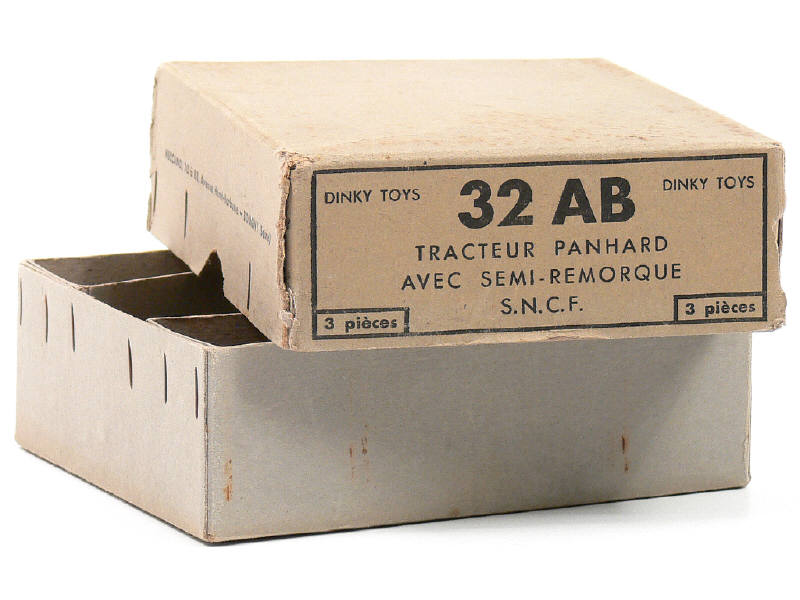 DINKY TOYS
32 AB
DINKY TOYS
TRACTEUR PANHARD
AVEC SEMI-REMORQUE
S.N.C.F.
3 pièces
3 pièces